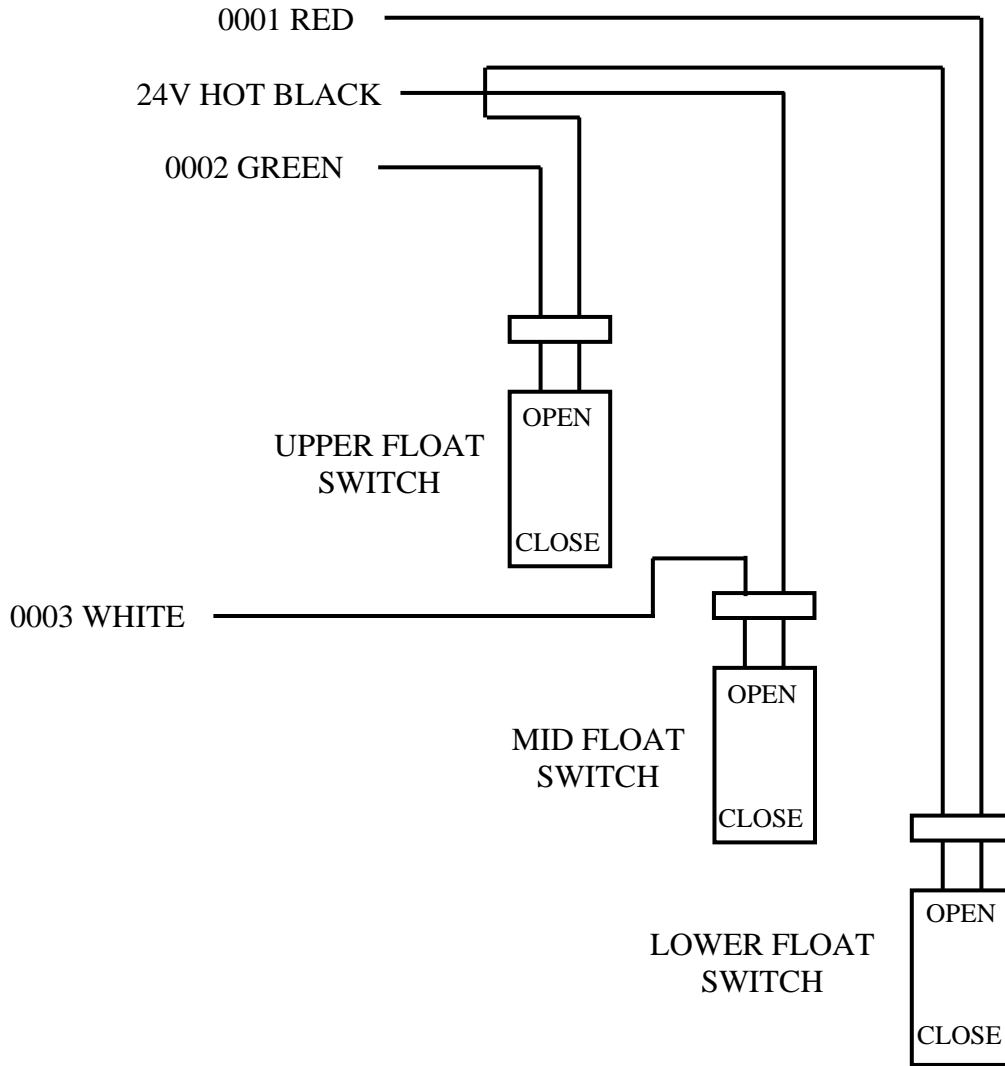 0001 RED
24V HOT BLACK
0002 GREEN
OPEN
UPPER FLOAT
SWITCH
CLOSE
0003 WHITE
OPEN
MID FLOAT
SWITCH
CLOSE
OPEN
LOWER FLOAT
SWITCH
CLOSE